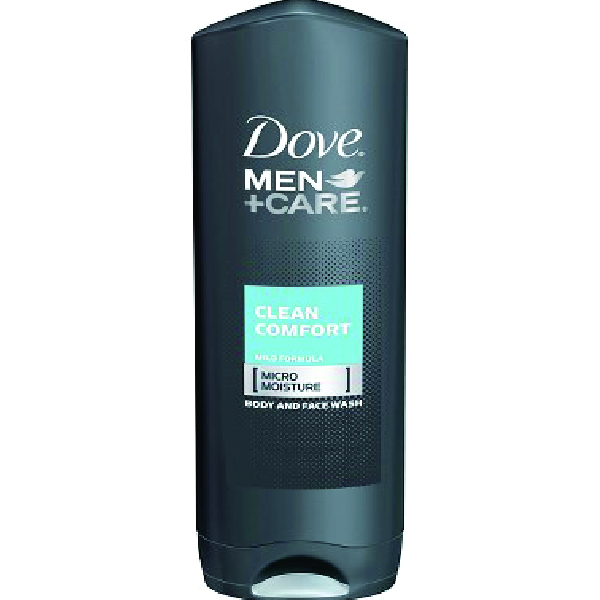 Dove.
MEN
+CARE®
CLEAN
COMFORT
MILD FORMULA
[MICRO
MOISTURE]
BODY AND FACE WASH